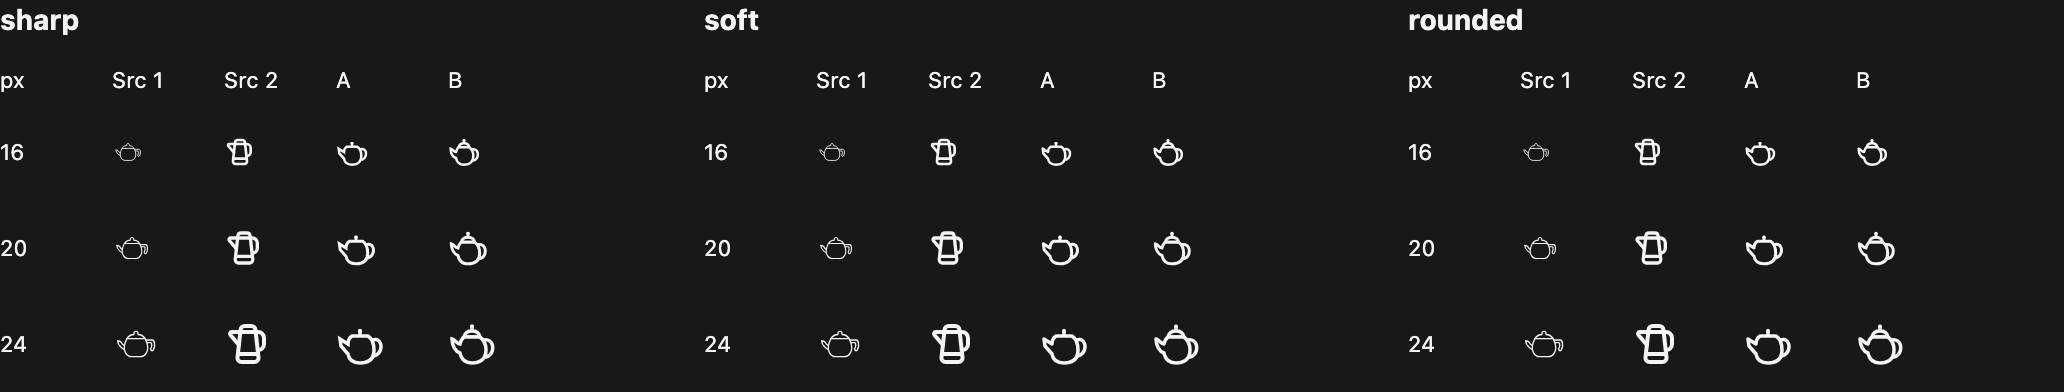 sharp soft rounded
px Src 1 Src 2 A B px Src 1 Src 2 A B px Src 1 Src 2 A B
16 16 16
20 20 20
24 24 24